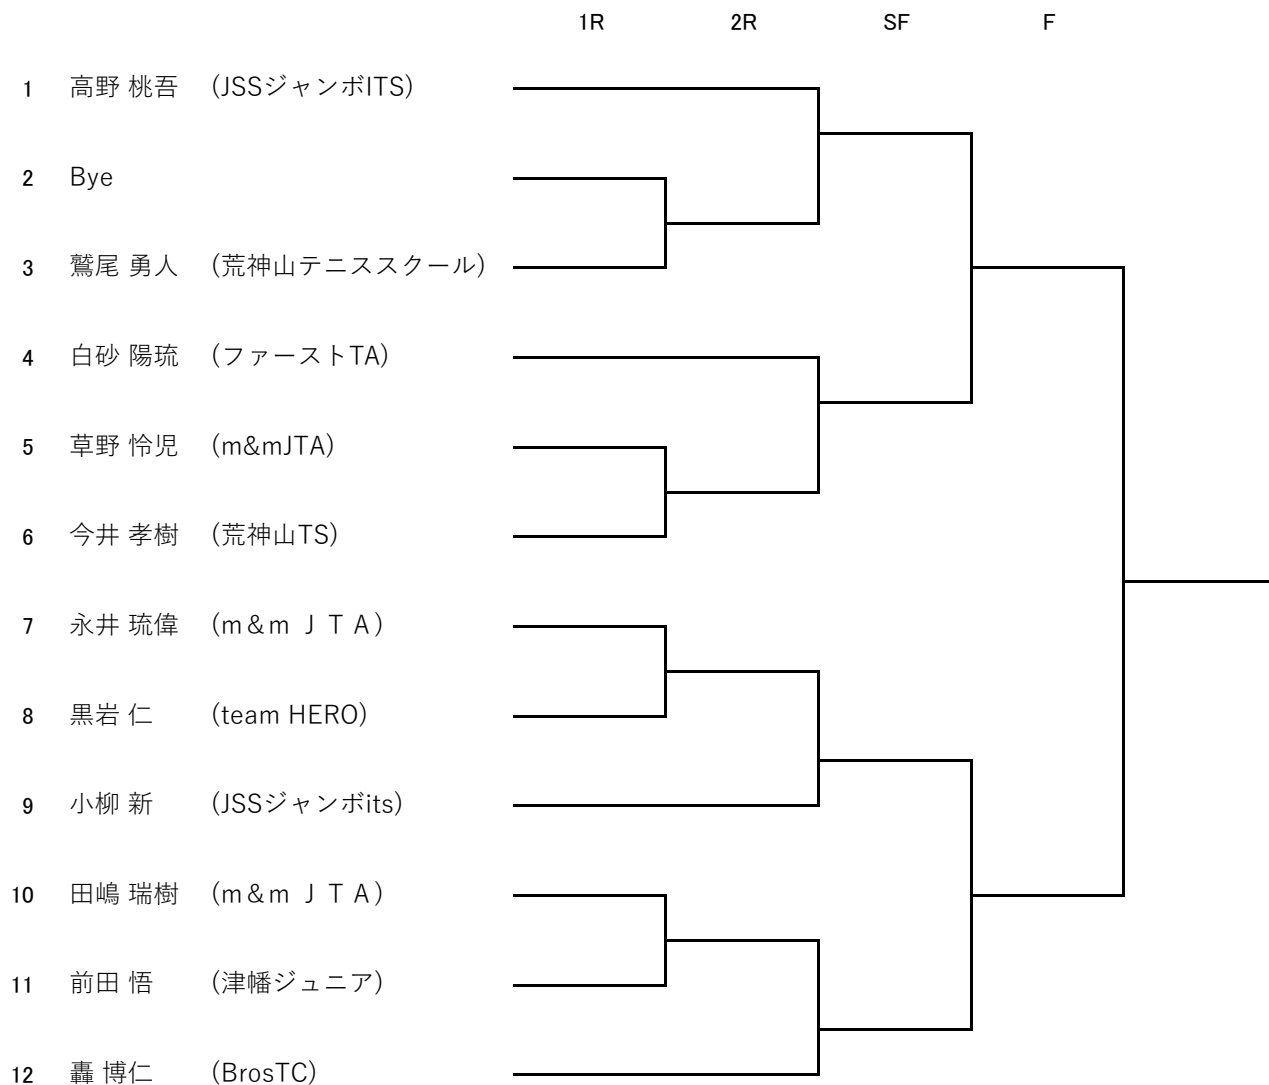 1R 2R SF F
1 高野 桃吾 (JSSジャンボITS)
2 Bye
3 鷲尾 勇人 (荒神山テニススクール)
4 白砂 陽琉 (ファーストTA)
5 草野 怜児 (m&mJTA)
6 今井 孝樹 (荒神山TS)
7 永井 琉偉 (ｍ＆ｍ ＪＴＡ)
8 黒岩 仁 (team HERO)
9 小柳 新 (JSSジャンボits)
10 田嶋 瑞樹 (ｍ＆ｍ ＪＴＡ)
11 前田 悟 (津幡ジュニア)
12 轟 博仁 (BrosTC)